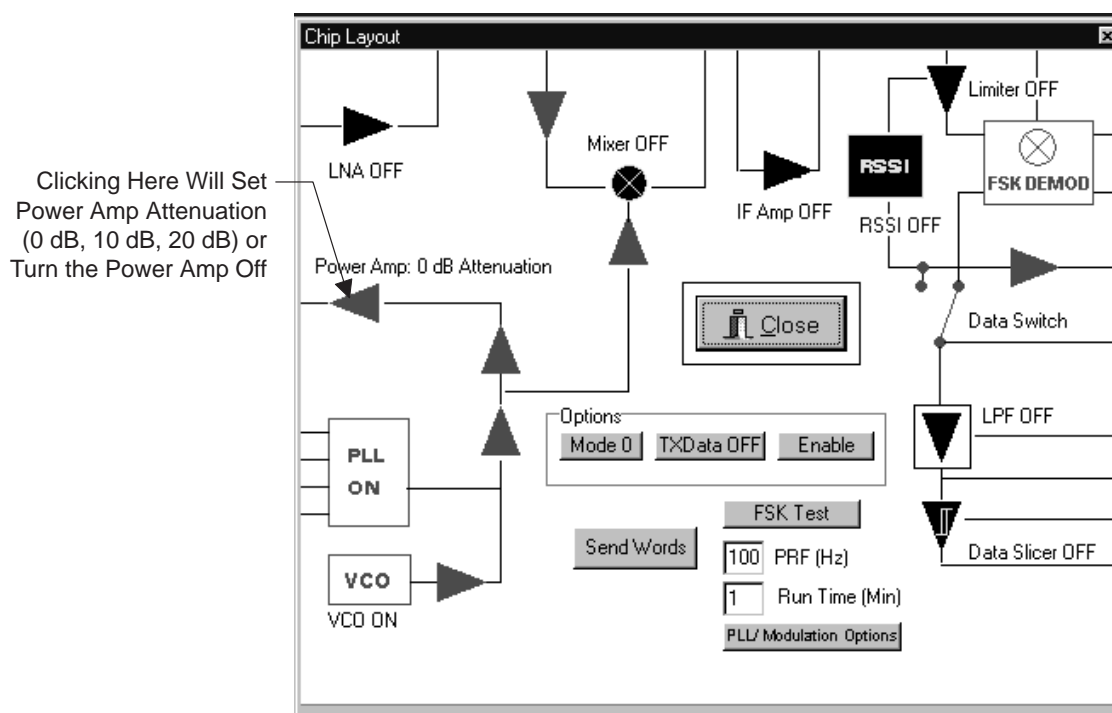 Chip Layout
Limiter OFF
Mixer OFF
RSSI
LNA OFF
FSK DEMOD
Clicking Here Will Set
Power Amp Attenuation
(0 dB, 10 dB, 20 dB) or
Turn the Power Amp Off
IF Amp OFF
RSSI OFF
Power Amp: 0 dB Attenuation
Close
Data Switch
Options
Mode 0
TXData OFF
Enable
LPF OFF
PLL
ON
FSK Test
Send Words
100 PRF (Hz)
Data Slicer OFF
VCO
1 Run Time (Min)
VCO ON
PLL/ Modulation Options